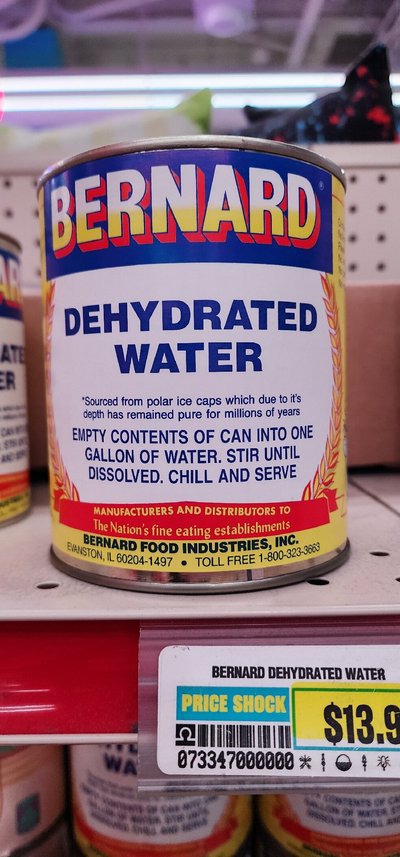 BERNARD®
DEHYDRATED
WATER
*Sourced from polar ice caps which due to it's
depth has remained pure for millions of years
EMPTY CONTENTS OF CAN INTO ONE
GALLON OF WATER. STIR UNTIL
DISSOLVED. CHILL AND SERVE
MANUFACTURERS AND DISTRIBUTORS TO
The Nation's fine eating establishments
BERNARD FOOD INDUSTRIES, INC.
EVANSTON, IL 60204-1497 • TOLL FREE 1-800-323-3663
BERNARD DEHYDRATED WATER
PRICE SHOCK
$13.9
073347000000